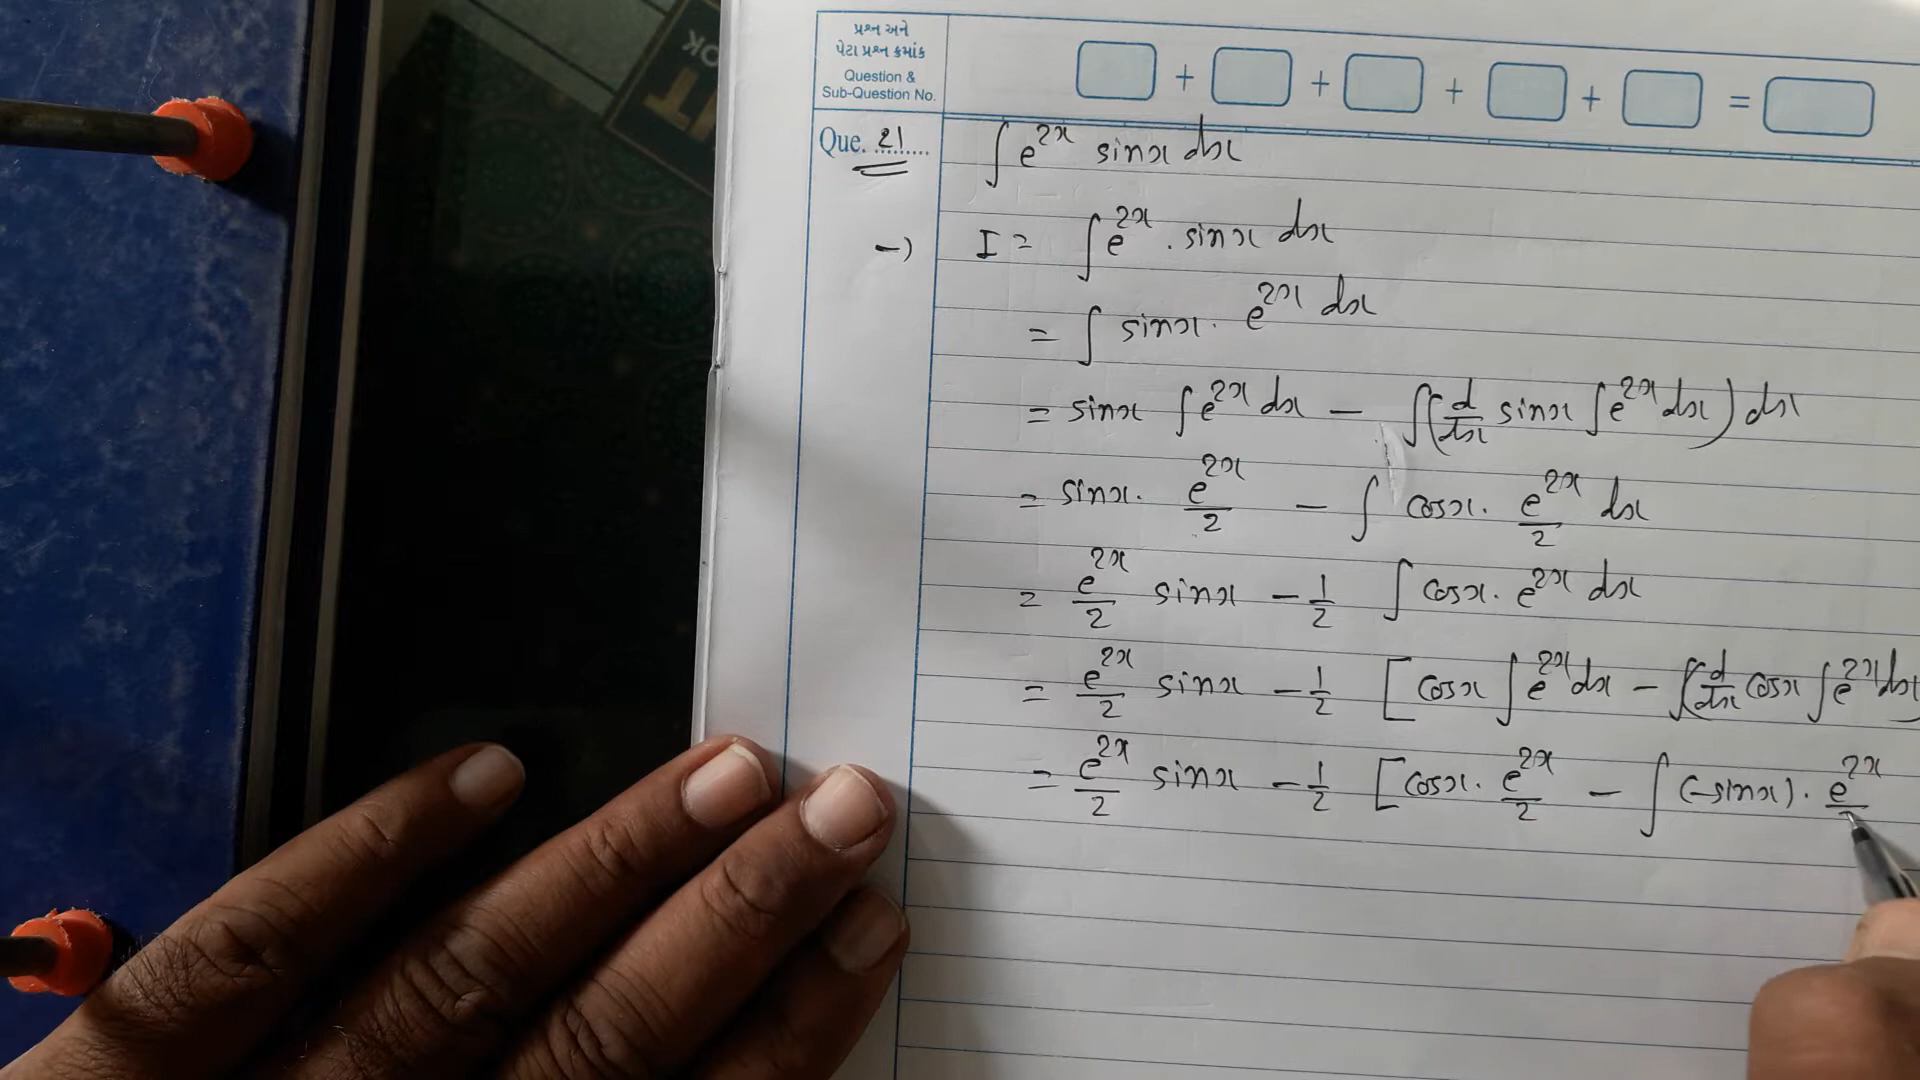 પ્રશ્ન અને
પેટા પ્રશ્ન ક્રમાંક
Question &
Sub-Question No.
+ + + + =
Que. 21
∫ e^{2x} sinx dx
→) I = ∫ e^{2x} . sinx dx
= ∫ sinx . e^{2x} dx
= sinx ∫ e^{2x} dx − ∫ (d/dx sinx ∫ e^{2x} dx) dx
= sinx . e^{2x}/2 − ∫ cosx . e^{2x}/2 dx
= e^{2x}/2 sinx − 1/2 ∫ cosx . e^{2x} dx
= e^{2x}/2 sinx − 1/2 [cosx ∫ e^{2x} dx − ∫ (d/dx cosx ∫ e^{2x} dx)
= e^{2x}/2 sinx − 1/2 [cosx . e^{2x}/2 − ∫ (−sinx) . e^{2x}